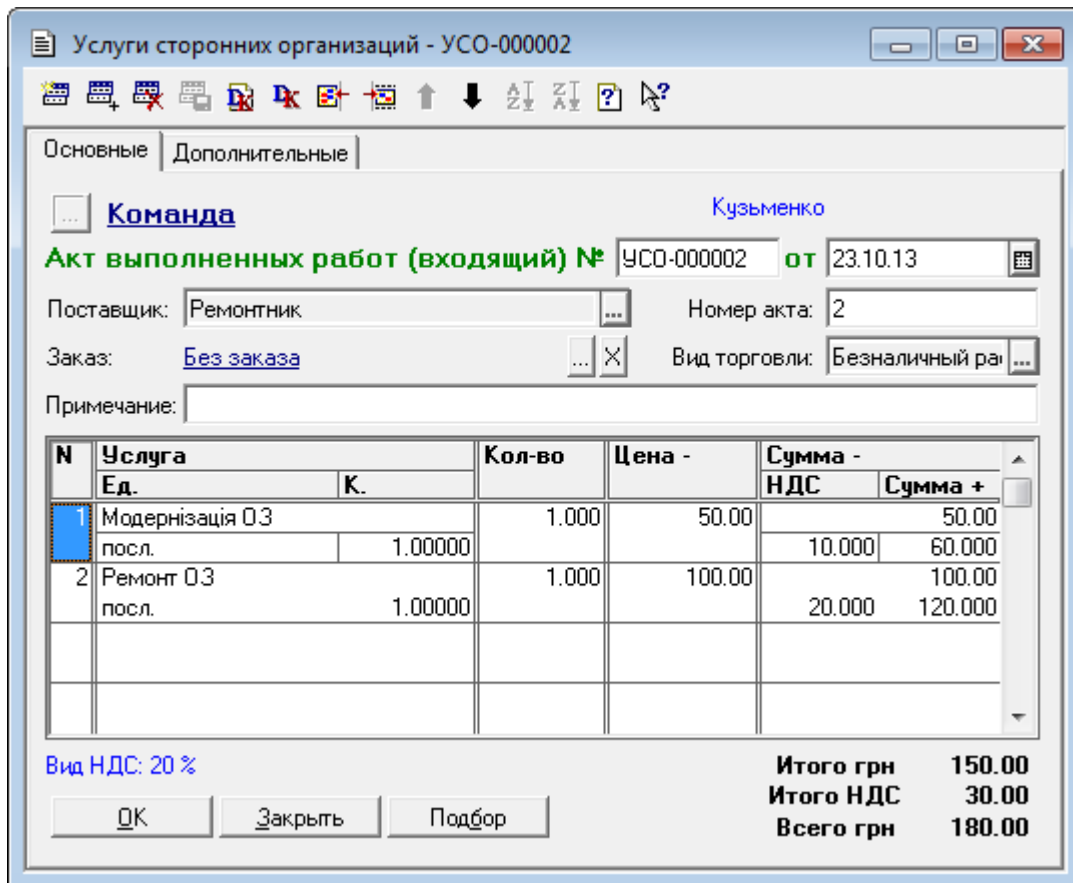 Услуги сторонних организаций - УСО-000002
Основные Дополнительные
... Команда Кузьменко
Акт выполненных работ (входящий) № УСО-000002 от 23.10.13
Поставщик: Ремонтник ... Номер акта: 2
Заказ: Без заказа ... X Вид торговли: Безналичный ра ...
Примечание:
N Услуга Кол-во Цена - Сумма -
Ед. К. НДС Сумма +
1 Модернізація ОЗ 1.000 50.00 50.00
посл. 1.00000 10.000 60.000
2 Ремонт ОЗ 1.000 100.00 100.00
посл. 1.00000 20.000 120.000
Вид НДС: 20 % Итого грн 150.00
Итого НДС 30.00
OK Закрыть Подбор
Всего грн 180.00